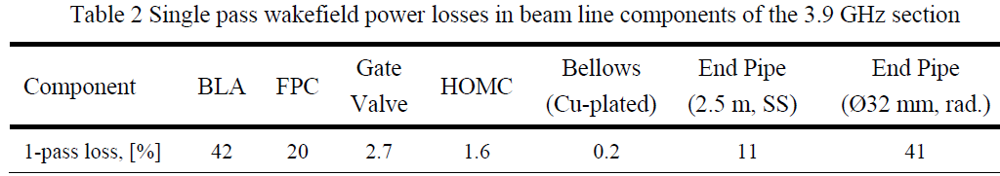 Table 2 Single pass wakefield power losses in beam line components of the 3.9 GHz section
Component BLA FPC Gate Valve HOMC Bellows (Cu-plated) End Pipe (2.5 m, SS) End Pipe (Ø32 mm, rad.)
1-pass loss, [%] 42 20 2.7 1.6 0.2 11 41